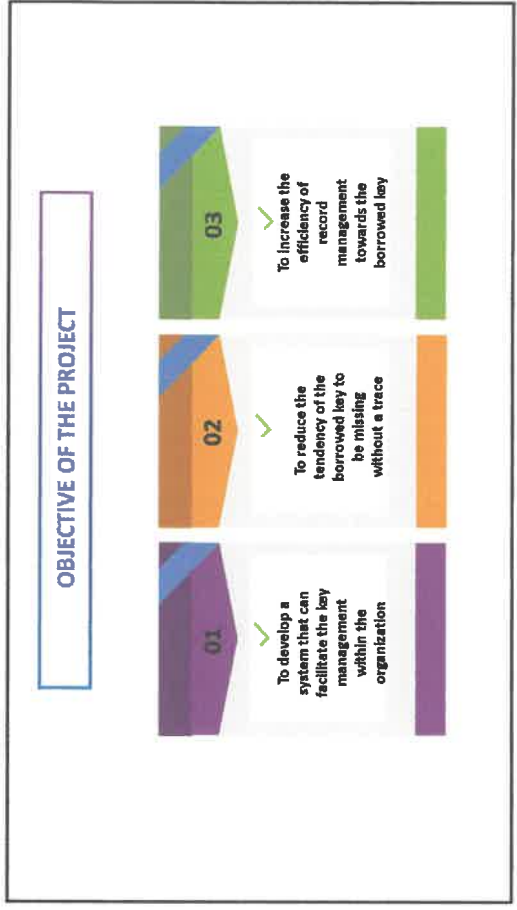 OBJECTIVE OF THE PROJECT
01
To develop a
system that can
facilitate the key
management
within the
organization
02
To reduce the
tendency of the
borrowed key to
be missing
without a trace
03
To increase the
efficiency of
record
management
towards the
borrowed key